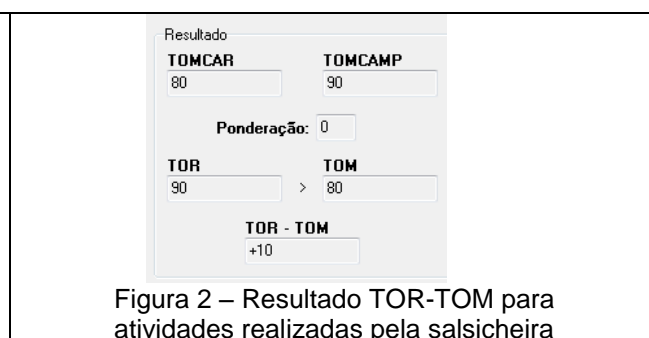 Resultado
TOMCAR TOMCAMP
80 90
Ponderação: 0
TOR TOM
90 > 80
TOR - TOM
+10
Figura 2 – Resultado TOR-TOM para
atividades realizadas pela salsicheira